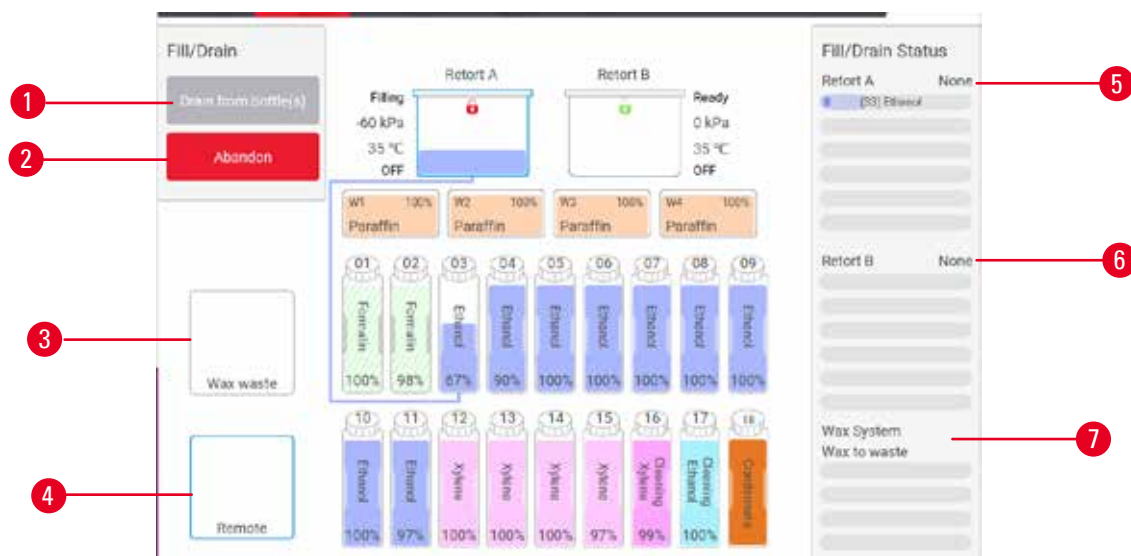 Fill/Drain
Drain from Bottle(s)
Abandon
1
2
3
4
Wax waste
Remote
Retort A
Retort B
Filling
-60 kPa
35 °C
OFF
Ready
0 kPa
35 °C
OFF
W1 100%
Paraffin
W2 100%
Paraffin
W3 100%
Paraffin
W4 100%
Paraffin
01 02 03 04 05 06 07 08 09
Formalin Formalin Ethanol Ethanol Ethanol Ethanol Ethanol Ethanol Ethanol
100% 98% 67% 90% 100% 100% 100% 100% 100%
10 11 12 13 14 15 16 17 18
Ethanol Ethanol Xylene Xylene Xylene Xylene Cleaning Xylene Cleaning Ethanol Condensate
100% 97% 100% 100% 100% 97% 99% 100%
Fill/Drain Status
Retort A None
(S3) Ethanol
Retort B None
Wax System
Wax to waste
5
6
7